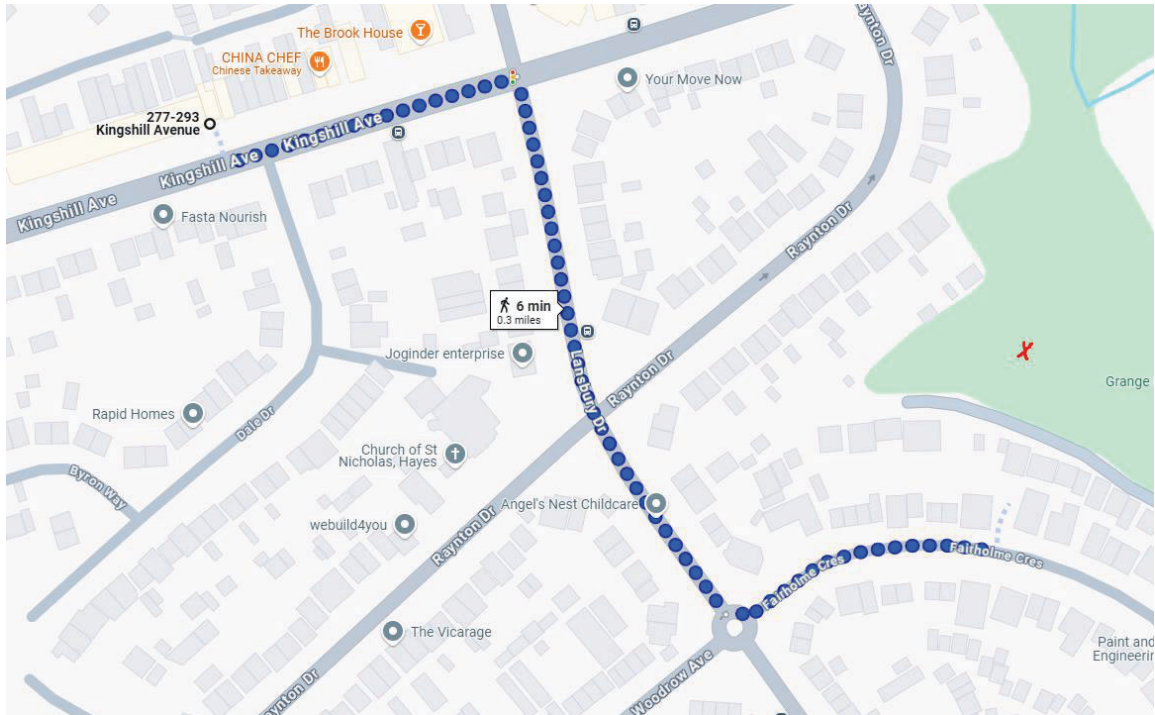 The Brook House
Raynton Dr
CHINA CHEF
Chinese Takeaway
Your Move Now
277-293
Kingshill Avenue
Kingshill Ave
Kingshill Ave
Kingshill Ave
Fasta Nourish
Raynton Dr
6 min
0.3 miles
Joginder enterprise
Lansbury Dr
Raynton Dr
Grange
Rapid Homes
Dale Dr
Church of St
Nicholas, Hayes
Byron Way
Angel's Nest Childcare
webuild4you
Raynton Dr
Fairholme Cres
Fairholme Cres
The Vicarage
Paint and
Engineerin
Woodrow Ave
Raynton Dr